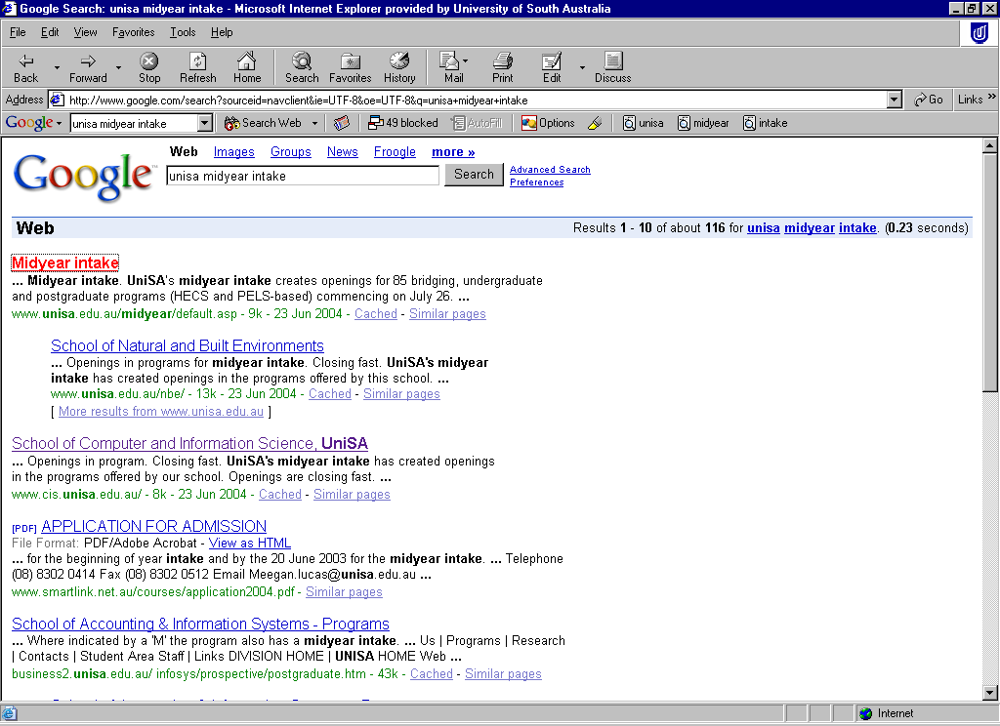 Google Search: unisa midyear intake - Microsoft Internet Explorer provided by University of South Australia
File Edit View Favorites Tools Help
Back Forward Stop Refresh Home Search Favorites History Mail Print Edit Discuss
Address http://www.google.com/search?sourceid=navclient&ie=UTF-8&oe=UTF-8&q=unisa+midyear+intake Go Links »
Google unisa midyear intake Search Web 49 blocked AutoFill Options unisa midyear intake
Google™
Web Images Groups News Froogle more »
unisa midyear intake Search Advanced Search
Preferences
Web Results 1 - 10 of about 116 for unisa midyear intake. (0.23 seconds)
Midyear intake
... Midyear intake. UniSA's midyear intake creates openings for 85 bridging, undergraduate
and postgraduate programs (HECS and PELS-based) commencing on July 26. ...
www.unisa.edu.au/midyear/default.asp - 9k - 23 Jun 2004 - Cached - Similar pages
School of Natural and Built Environments
... Openings in programs for midyear intake. Closing fast. UniSA's midyear
intake has created openings in the programs offered by this school. ...
www.unisa.edu.au/nbe/ - 13k - 23 Jun 2004 - Cached - Similar pages
[ More results from www.unisa.edu.au ]
School of Computer and Information Science, UniSA
... Openings in program. Closing fast. UniSA's midyear intake has created openings
in the programs offered by our school. Openings are closing fast. ...
www.cis.unisa.edu.au/ - 8k - 23 Jun 2004 - Cached - Similar pages
[PDF] APPLICATION FOR ADMISSION
File Format: PDF/Adobe Acrobat - View as HTML
... for the beginning of year intake and by the 20 June 2003 for the midyear intake. ... Telephone
(08) 8302 0414 Fax (08) 8302 0512 Email Meegan.lucas@unisa.edu.au ...
www.smartlink.net.au/courses/application2004.pdf - Similar pages
School of Accounting & Information Systems - Programs
... Where indicated by a 'M' the program also has a midyear intake. ... Us | Programs | Research
| Contacts | Student Area Staff | Links DIVISION HOME | UNISA HOME Web ...
business2.unisa.edu.au/ infosys/prospective/postgraduate.htm - 43k - Cached - Similar pages
Internet